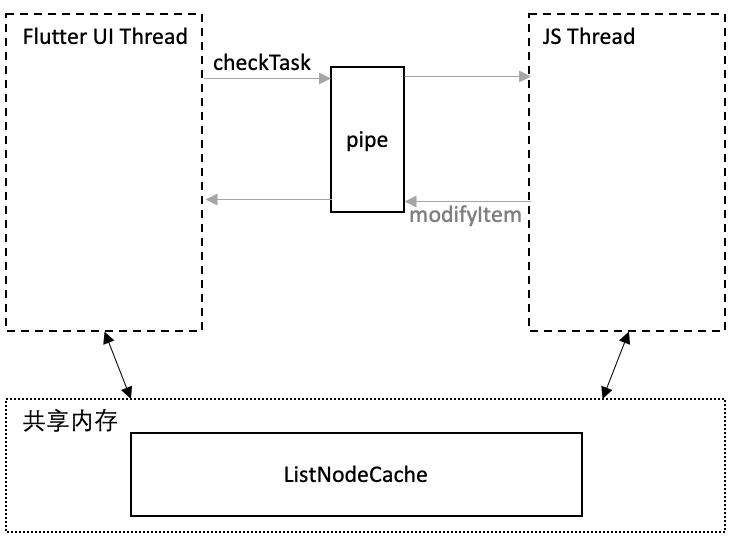 Flutter UI Thread
JS Thread
checkTask
pipe
modifyItem
共享内存
ListNodeCache